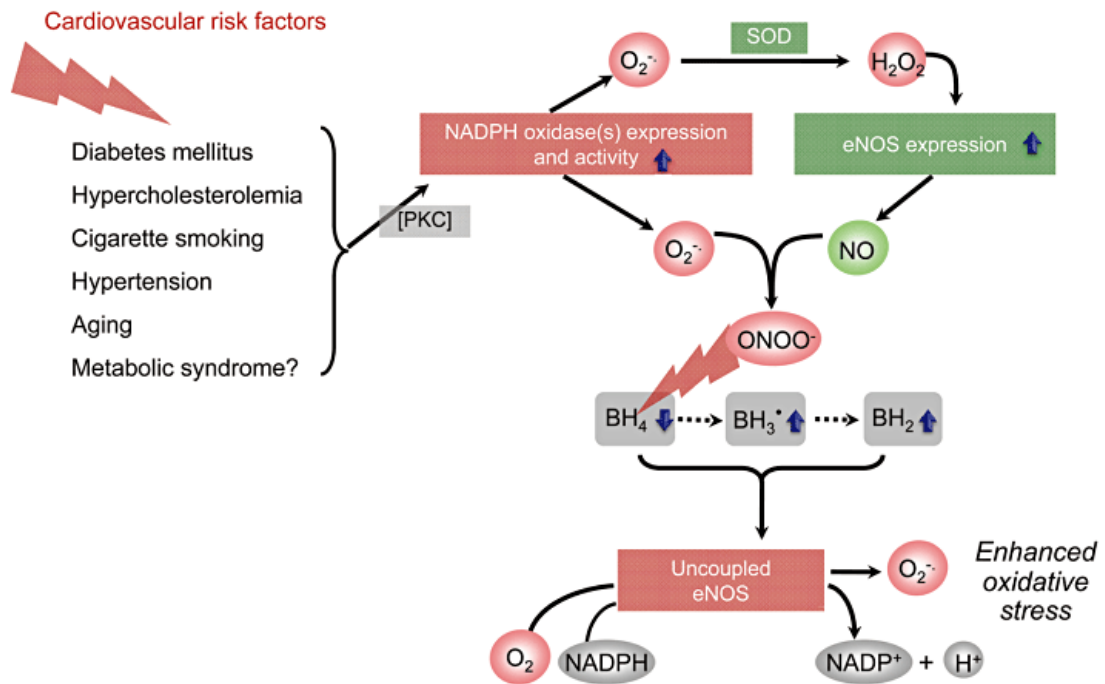 Cardiovascular risk factors
Diabetes mellitus
Hypercholesterolemia
Cigarette smoking
Hypertension
Aging
Metabolic syndrome?
[PKC]
O₂⁻·
SOD
H₂O₂
NADPH oxidase(s) expression
and activity
eNOS expression
O₂⁻·
NO
ONOO⁻
BH₄
BH₃•
BH₂
Uncoupled
eNOS
O₂⁻·
Enhanced
oxidative
stress
O₂
NADPH
NADP⁺ + H⁺